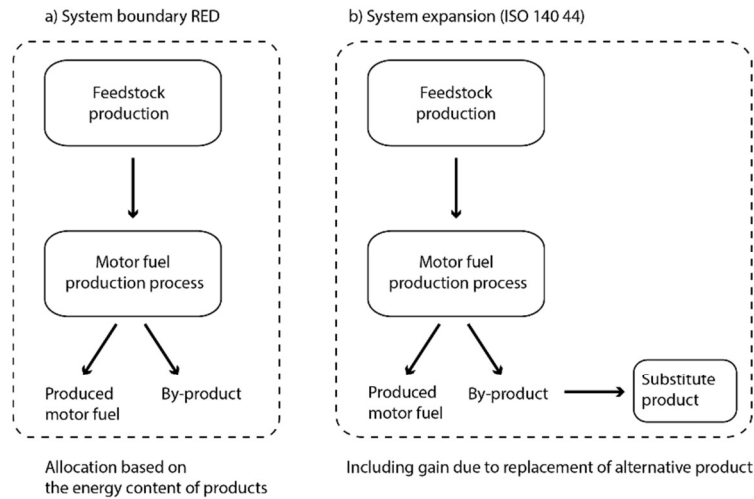 a) System boundary RED
Feedstock
production
Motor fuel
production process
Produced
motor fuel
By-product
Allocation based on
the energy content of products
b) System expansion (ISO 140 44)
Feedstock
production
Motor fuel
production process
Produced
motor fuel
By-product
Substitute
product
Including gain due to replacement of alternative product